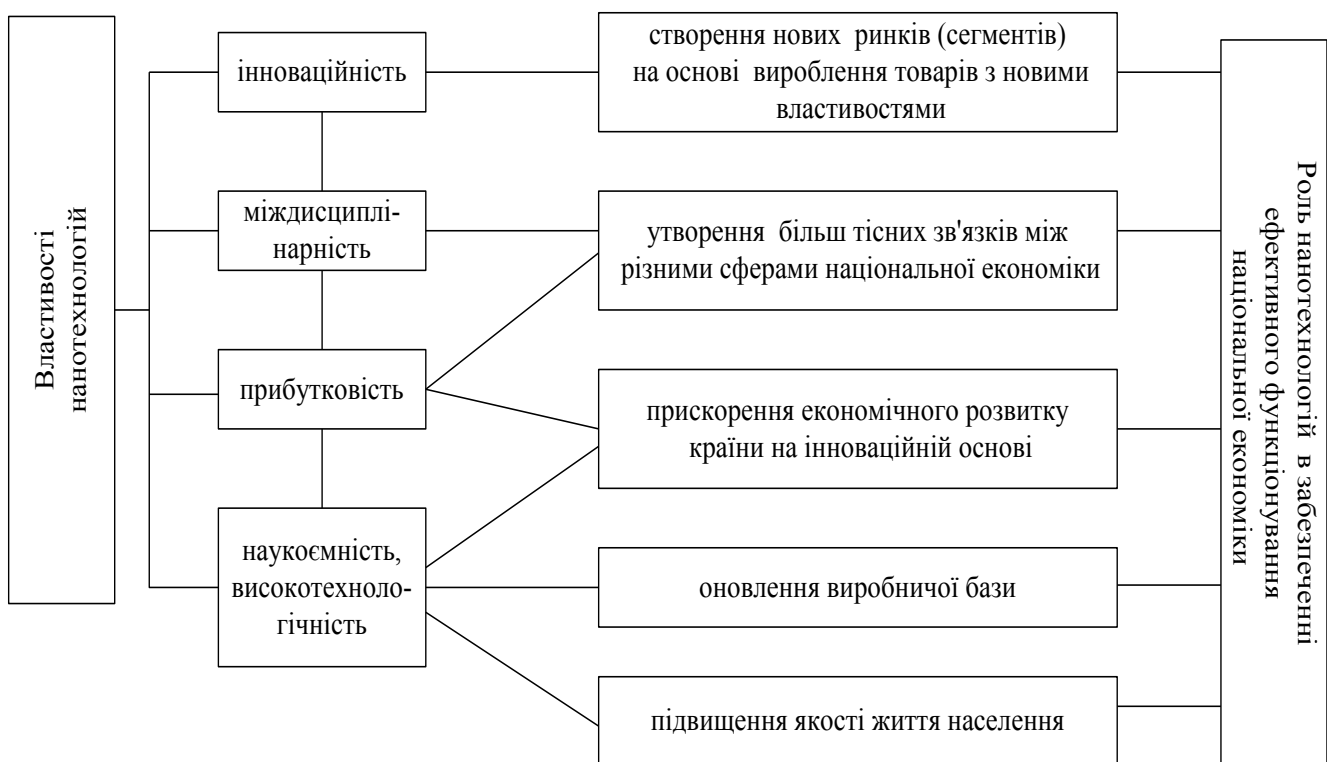 Властивості
нанотехнологій
інноваційність
міждисциплі-
нарність
прибутковість
наукоємність,
високотехноло-
гічність
створення нових ринків (сегментів)
на основі вироблення товарів з новими
властивостями
утворення більш тісних зв'язків між
різними сферами національної економіки
прискорення економічного розвитку
країни на інноваційній основі
оновлення виробничої бази
підвищення якості життя населення
Роль нанотехнологій в забезпеченні
ефективного функціонування
національної економіки